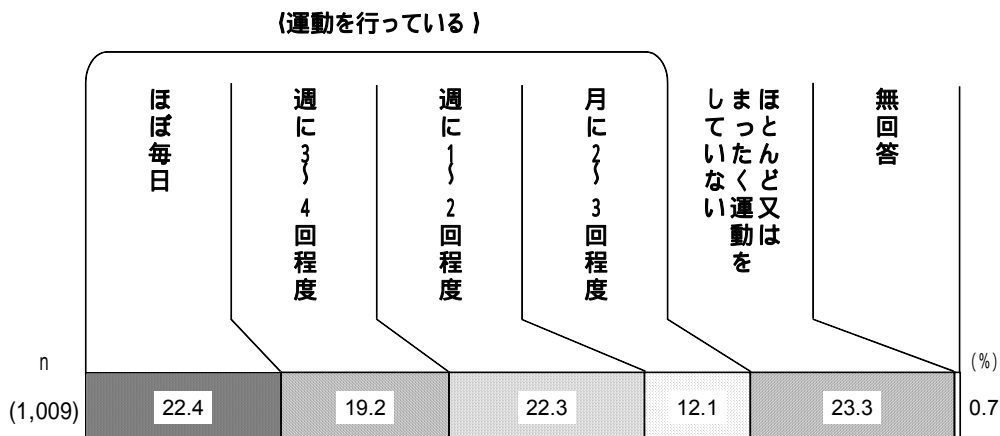 《運動を行っている》
ほぼ毎日
週に3〜4回程度
週に1〜2回程度
月に2〜3回程度
ほとんど又は
まったく運動を
していない
無回答
n
(%)
(1,009)
22.4
19.2
22.3
12.1
23.3
0.7